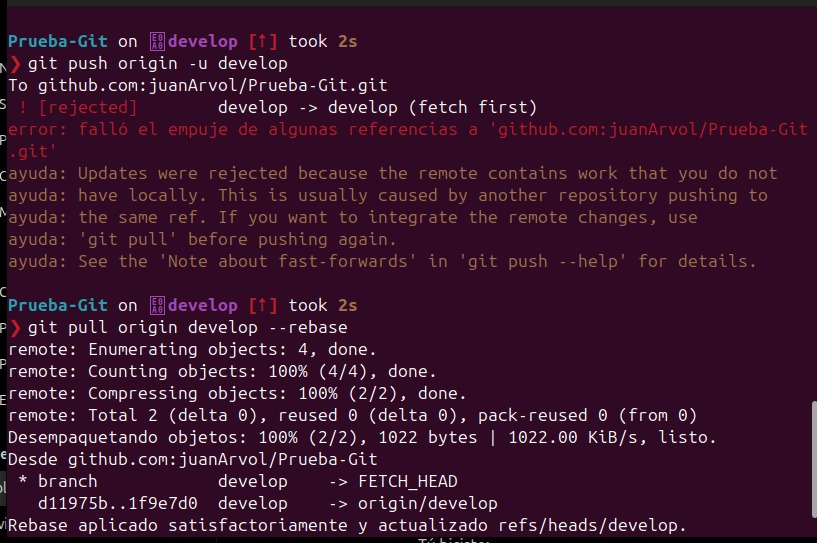 Prueba-Git on develop [↑] took 2s
❯ git push origin -u develop
To github.com:juanArvol/Prueba-Git.git
! [rejected] develop -> develop (fetch first)
error: falló el empuje de algunas referencias a 'github.com:juanArvol/Prueba-Git
.git'
ayuda: Updates were rejected because the remote contains work that you do not
ayuda: have locally. This is usually caused by another repository pushing to
ayuda: the same ref. If you want to integrate the remote changes, use
ayuda: 'git pull' before pushing again.
ayuda: See the 'Note about fast-forwards' in 'git push --help' for details.
Prueba-Git on develop [↑] took 2s
❯ git pull origin develop --rebase
remote: Enumerating objects: 4, done.
remote: Counting objects: 100% (4/4), done.
remote: Compressing objects: 100% (2/2), done.
remote: Total 2 (delta 0), reused 0 (delta 0), pack-reused 0 (from 0)
Desempaquetando objetos: 100% (2/2), 1022 bytes | 1022.00 KiB/s, listo.
Desde github.com:juanArvol/Prueba-Git
* branch develop -> FETCH_HEAD
d11975b..1f9e7d0 develop -> origin/develop
Rebase aplicado satisfactoriamente y actualizado refs/heads/develop.